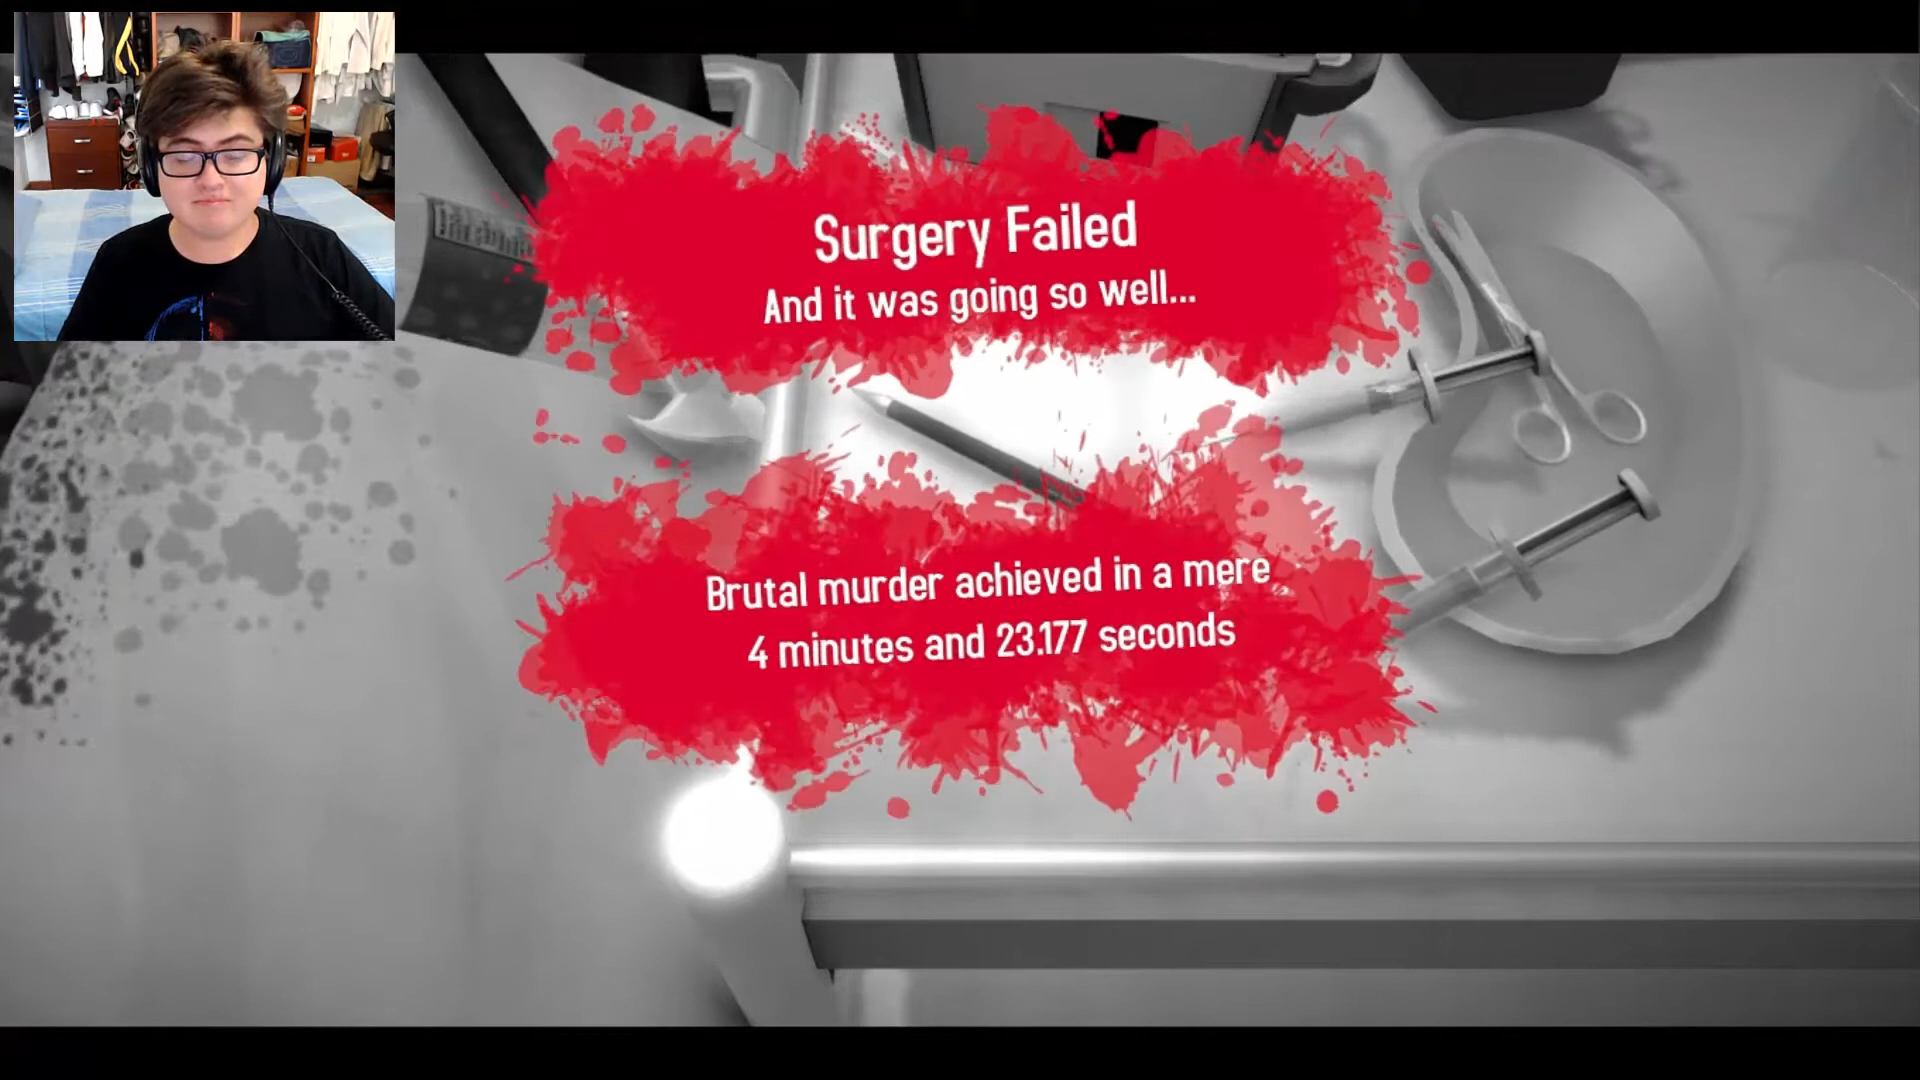 Surgery Failed
And it was going so well...
Brutal murder achieved in a mere
4 minutes and 23.177 seconds